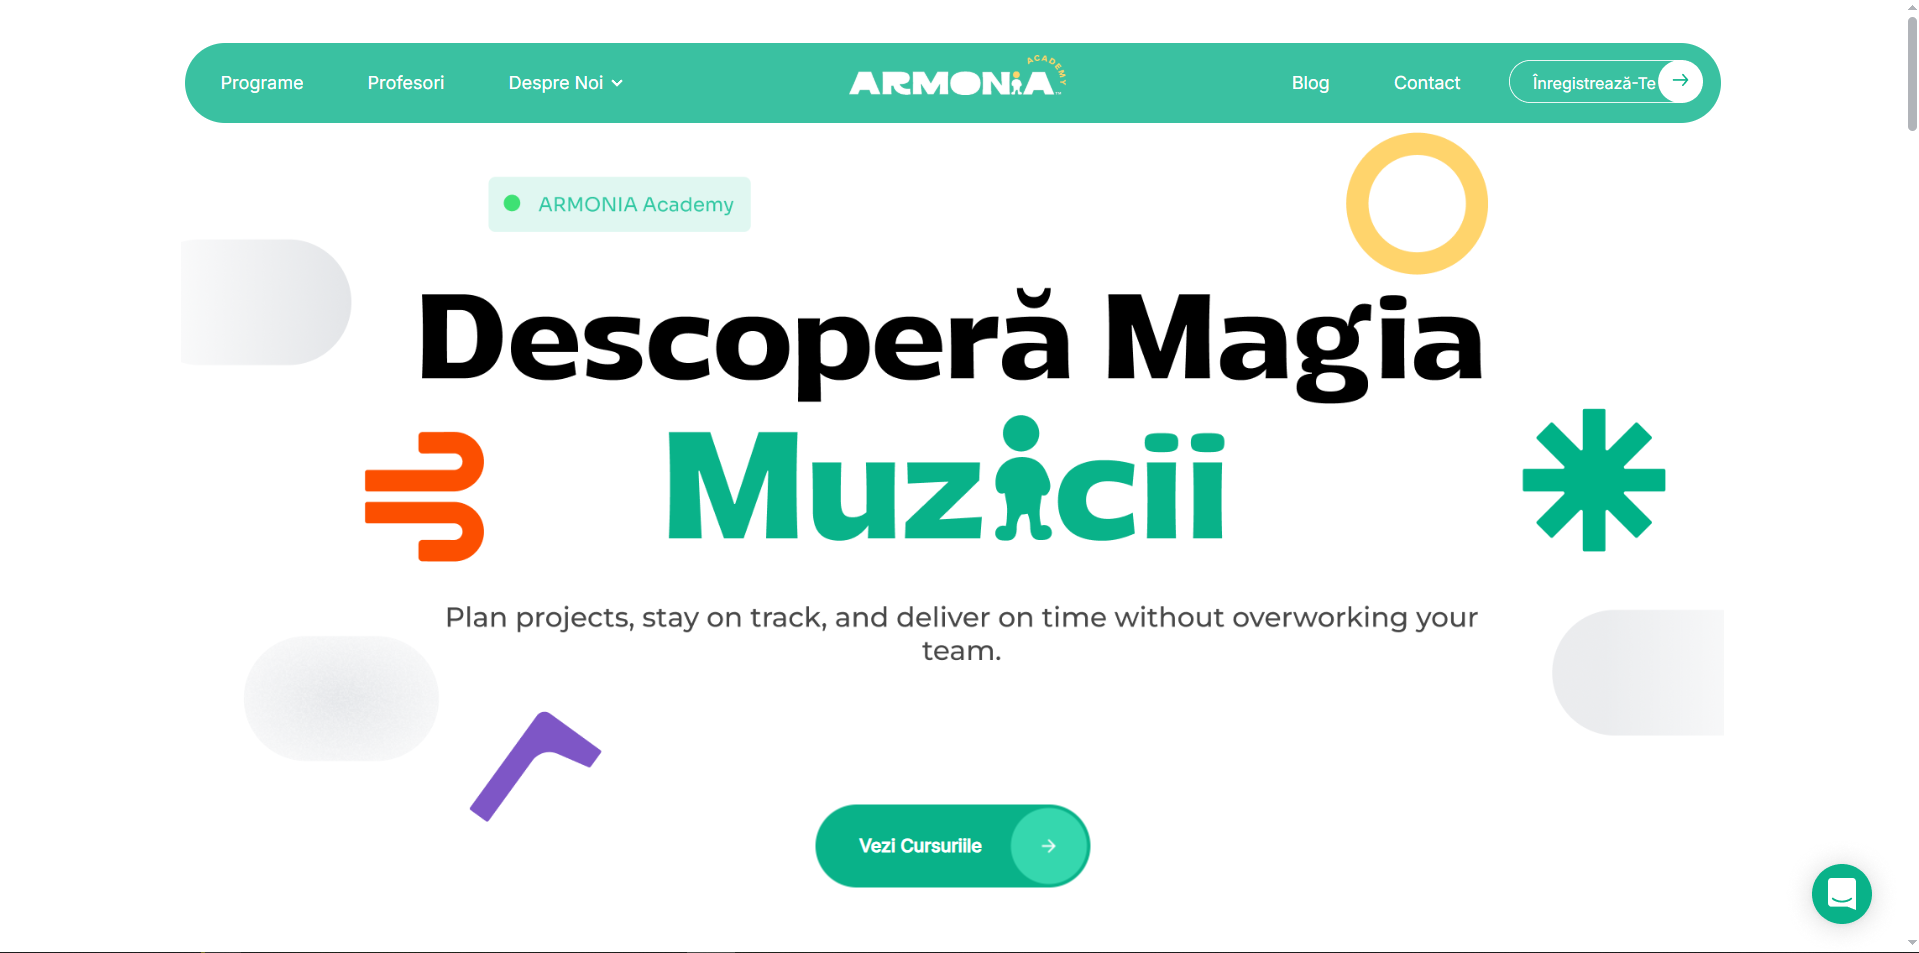 Programe
Profesori
Despre Noi
ARMONIA
ACADEMY
Blog
Contact
Înregistrează-Te
ARMONIA Academy
Descoperă Magia
Muzicii
Plan projects, stay on track, and deliver on time without overworking your
team.
Vezi Cursuriile